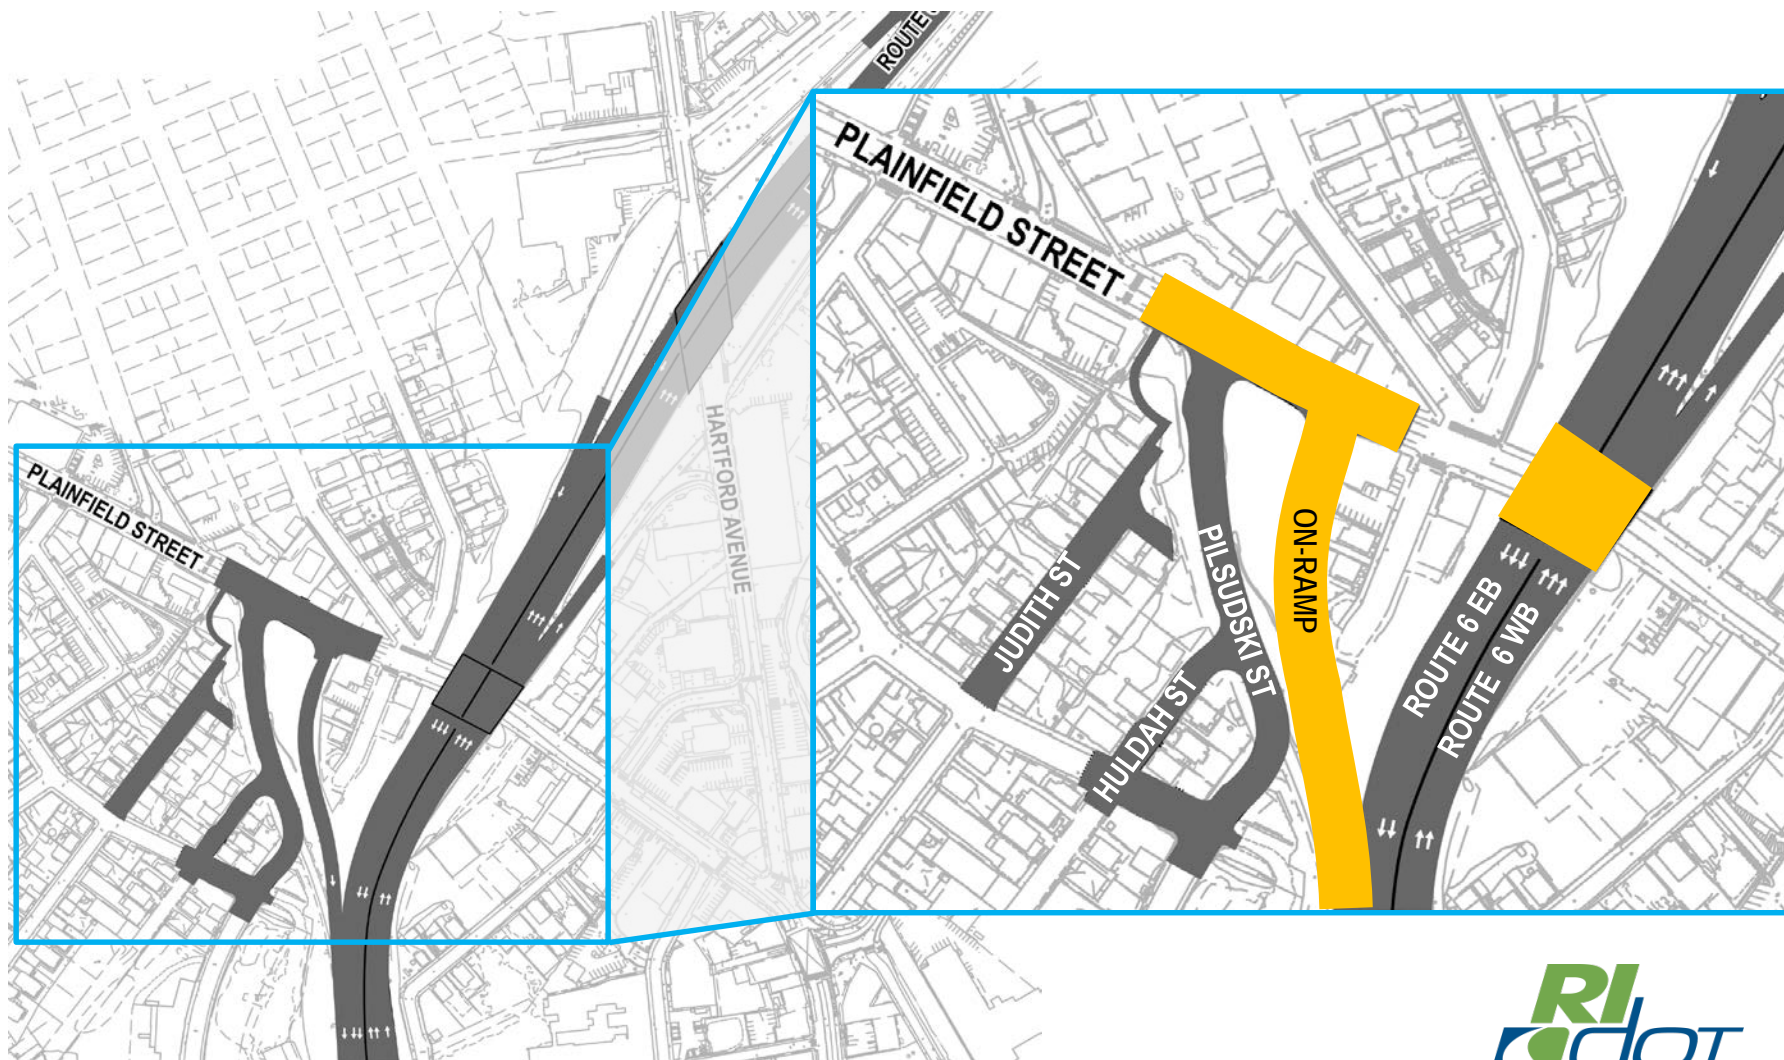 ROUTE
PLAINFIELD STREET
HARTFORD AVENUE
PLAINFIELD STREET
JUDITH ST
HULDAH ST
PILSUDSKI ST
ON-RAMP
ROUTE 6 EB
ROUTE 6 WB
RI
DOT